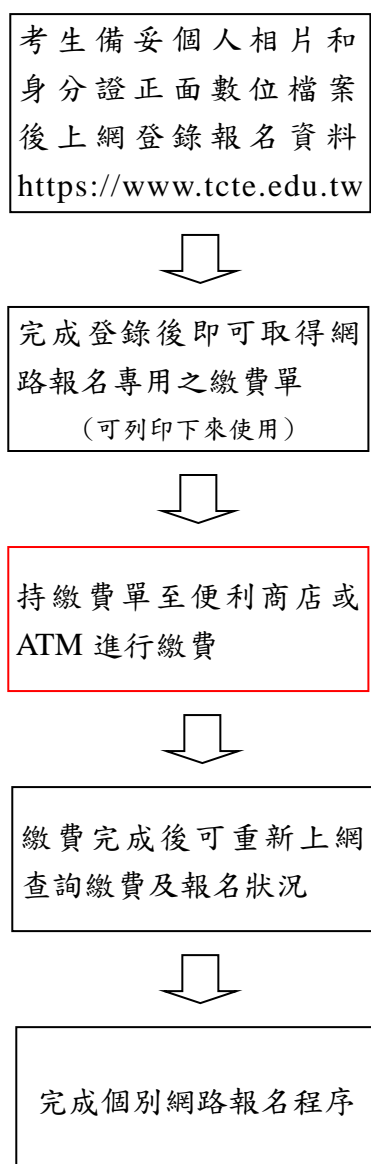 考生備妥個人相片和
身分證正面數位檔案
後上網登錄報名資料
https://www.tcte.edu.tw
完成登錄後即可取得網
路報名專用之繳費單
（可列印下來使用）
持繳費單至便利商店或
ATM 進行繳費
繳費完成後可重新上網
查詢繳費及報名狀況
完成個別網路報名程序